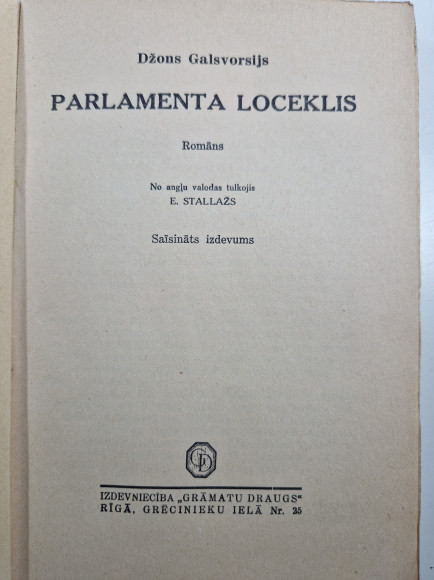 Džons Galsvorsijs
PARLAMENTA LOCEKLIS
Romāns
No angļu valodas tulkojis
E. STALLAŽS
Saīsināts izdevums
GD
IZDEVNIECĪBA „GRĀMATU DRAUGS"
RĪGĀ, GRĒCINIEKU IELĀ Nr. 25